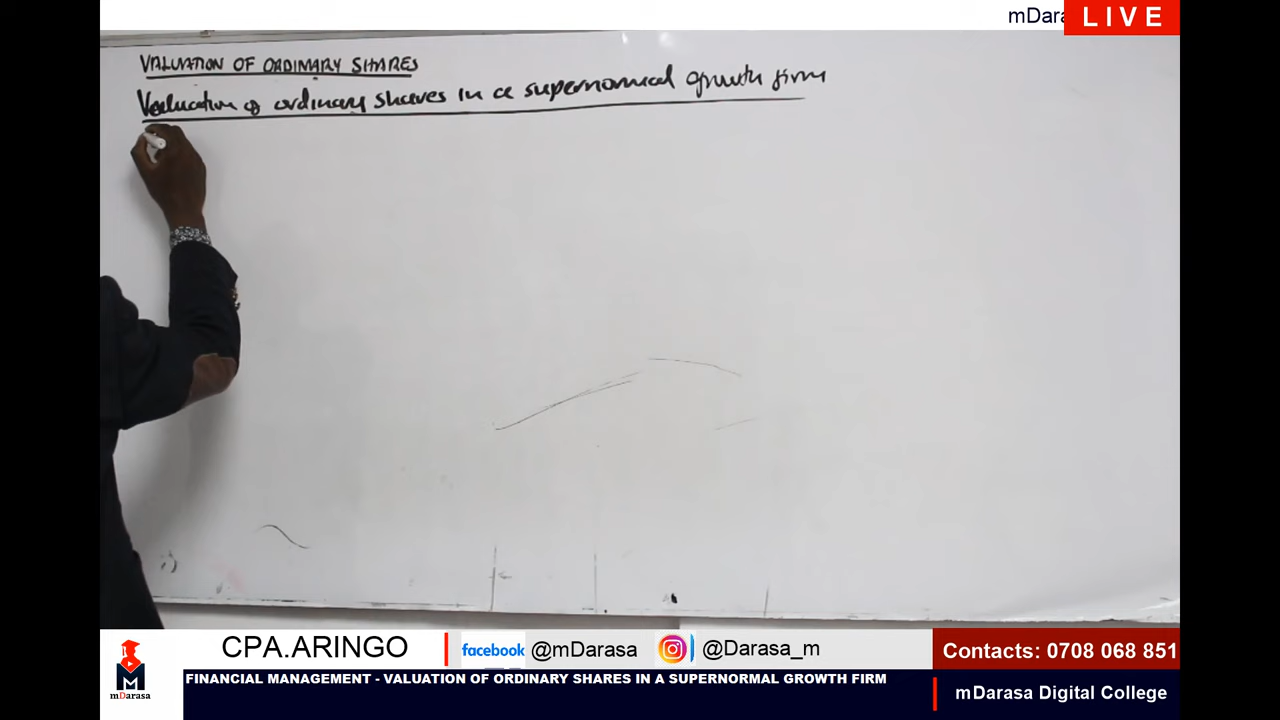 mDara
LIVE
VALUATION OF ORDINARY SHARES
Valuation of ordinary shares in a supernormal growth firm
CPA.ARINGO
facebook @mDarasa
@Darasa_m
Contacts: 0708 068 851
mDarasa
FINANCIAL MANAGEMENT - VALUATION OF ORDINARY SHARES IN A SUPERNORMAL GROWTH FIRM
mDarasa Digital College